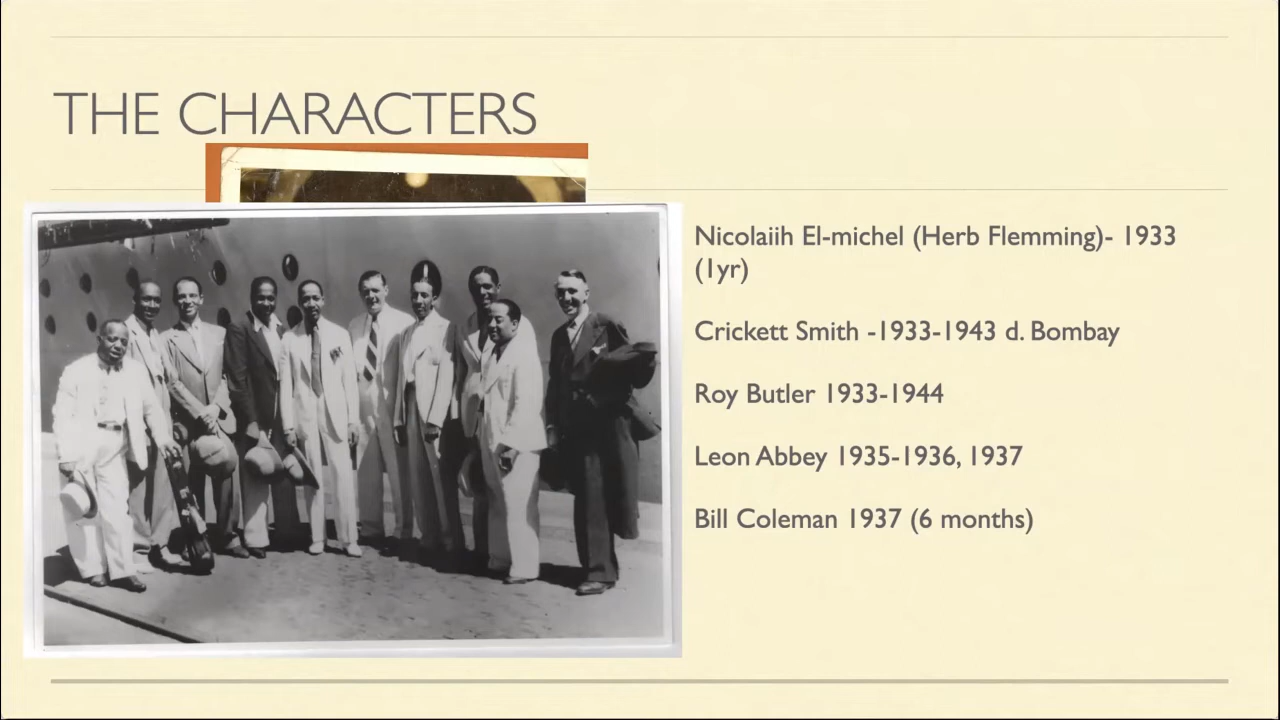 THE CHARACTERS
Nicolaiih El-michel (Herb Flemming)- 1933
(1yr)
Crickett Smith -1933-1943 d. Bombay
Roy Butler 1933-1944
Leon Abbey 1935-1936, 1937
Bill Coleman 1937 (6 months)